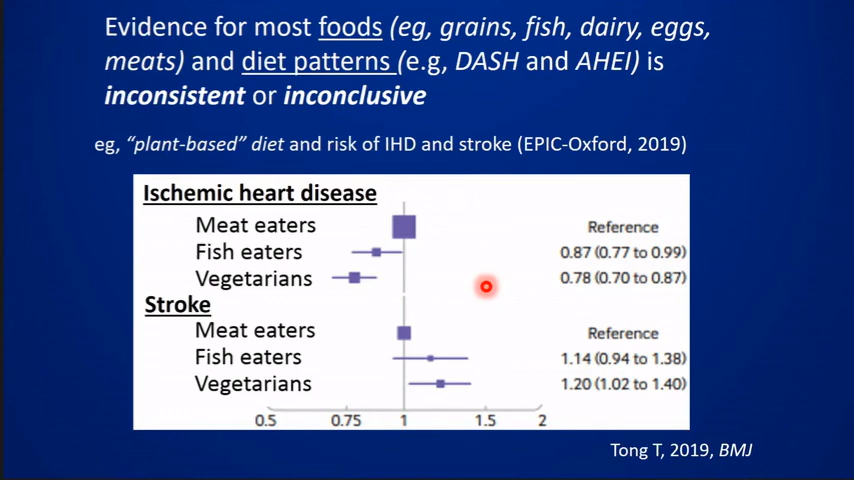 Evidence for most foods (eg, grains, fish, dairy, eggs,
meats) and diet patterns (e.g, DASH and AHEI) is
inconsistent or inconclusive
eg, “plant-based” diet and risk of IHD and stroke (EPIC-Oxford, 2019)
Ischemic heart disease
Meat eaters Reference
Fish eaters 0.87 (0.77 to 0.99)
Vegetarians 0.78 (0.70 to 0.87)
Stroke
Meat eaters Reference
Fish eaters 1.14 (0.94 to 1.38)
Vegetarians 1.20 (1.02 to 1.40)
0.5 0.75 1 1.5 2
Tong T, 2019, BMJ